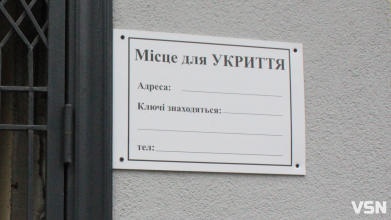 Місце для УКРИТТЯ
Адреса:
Ключі знаходяться:
тел:
VSN